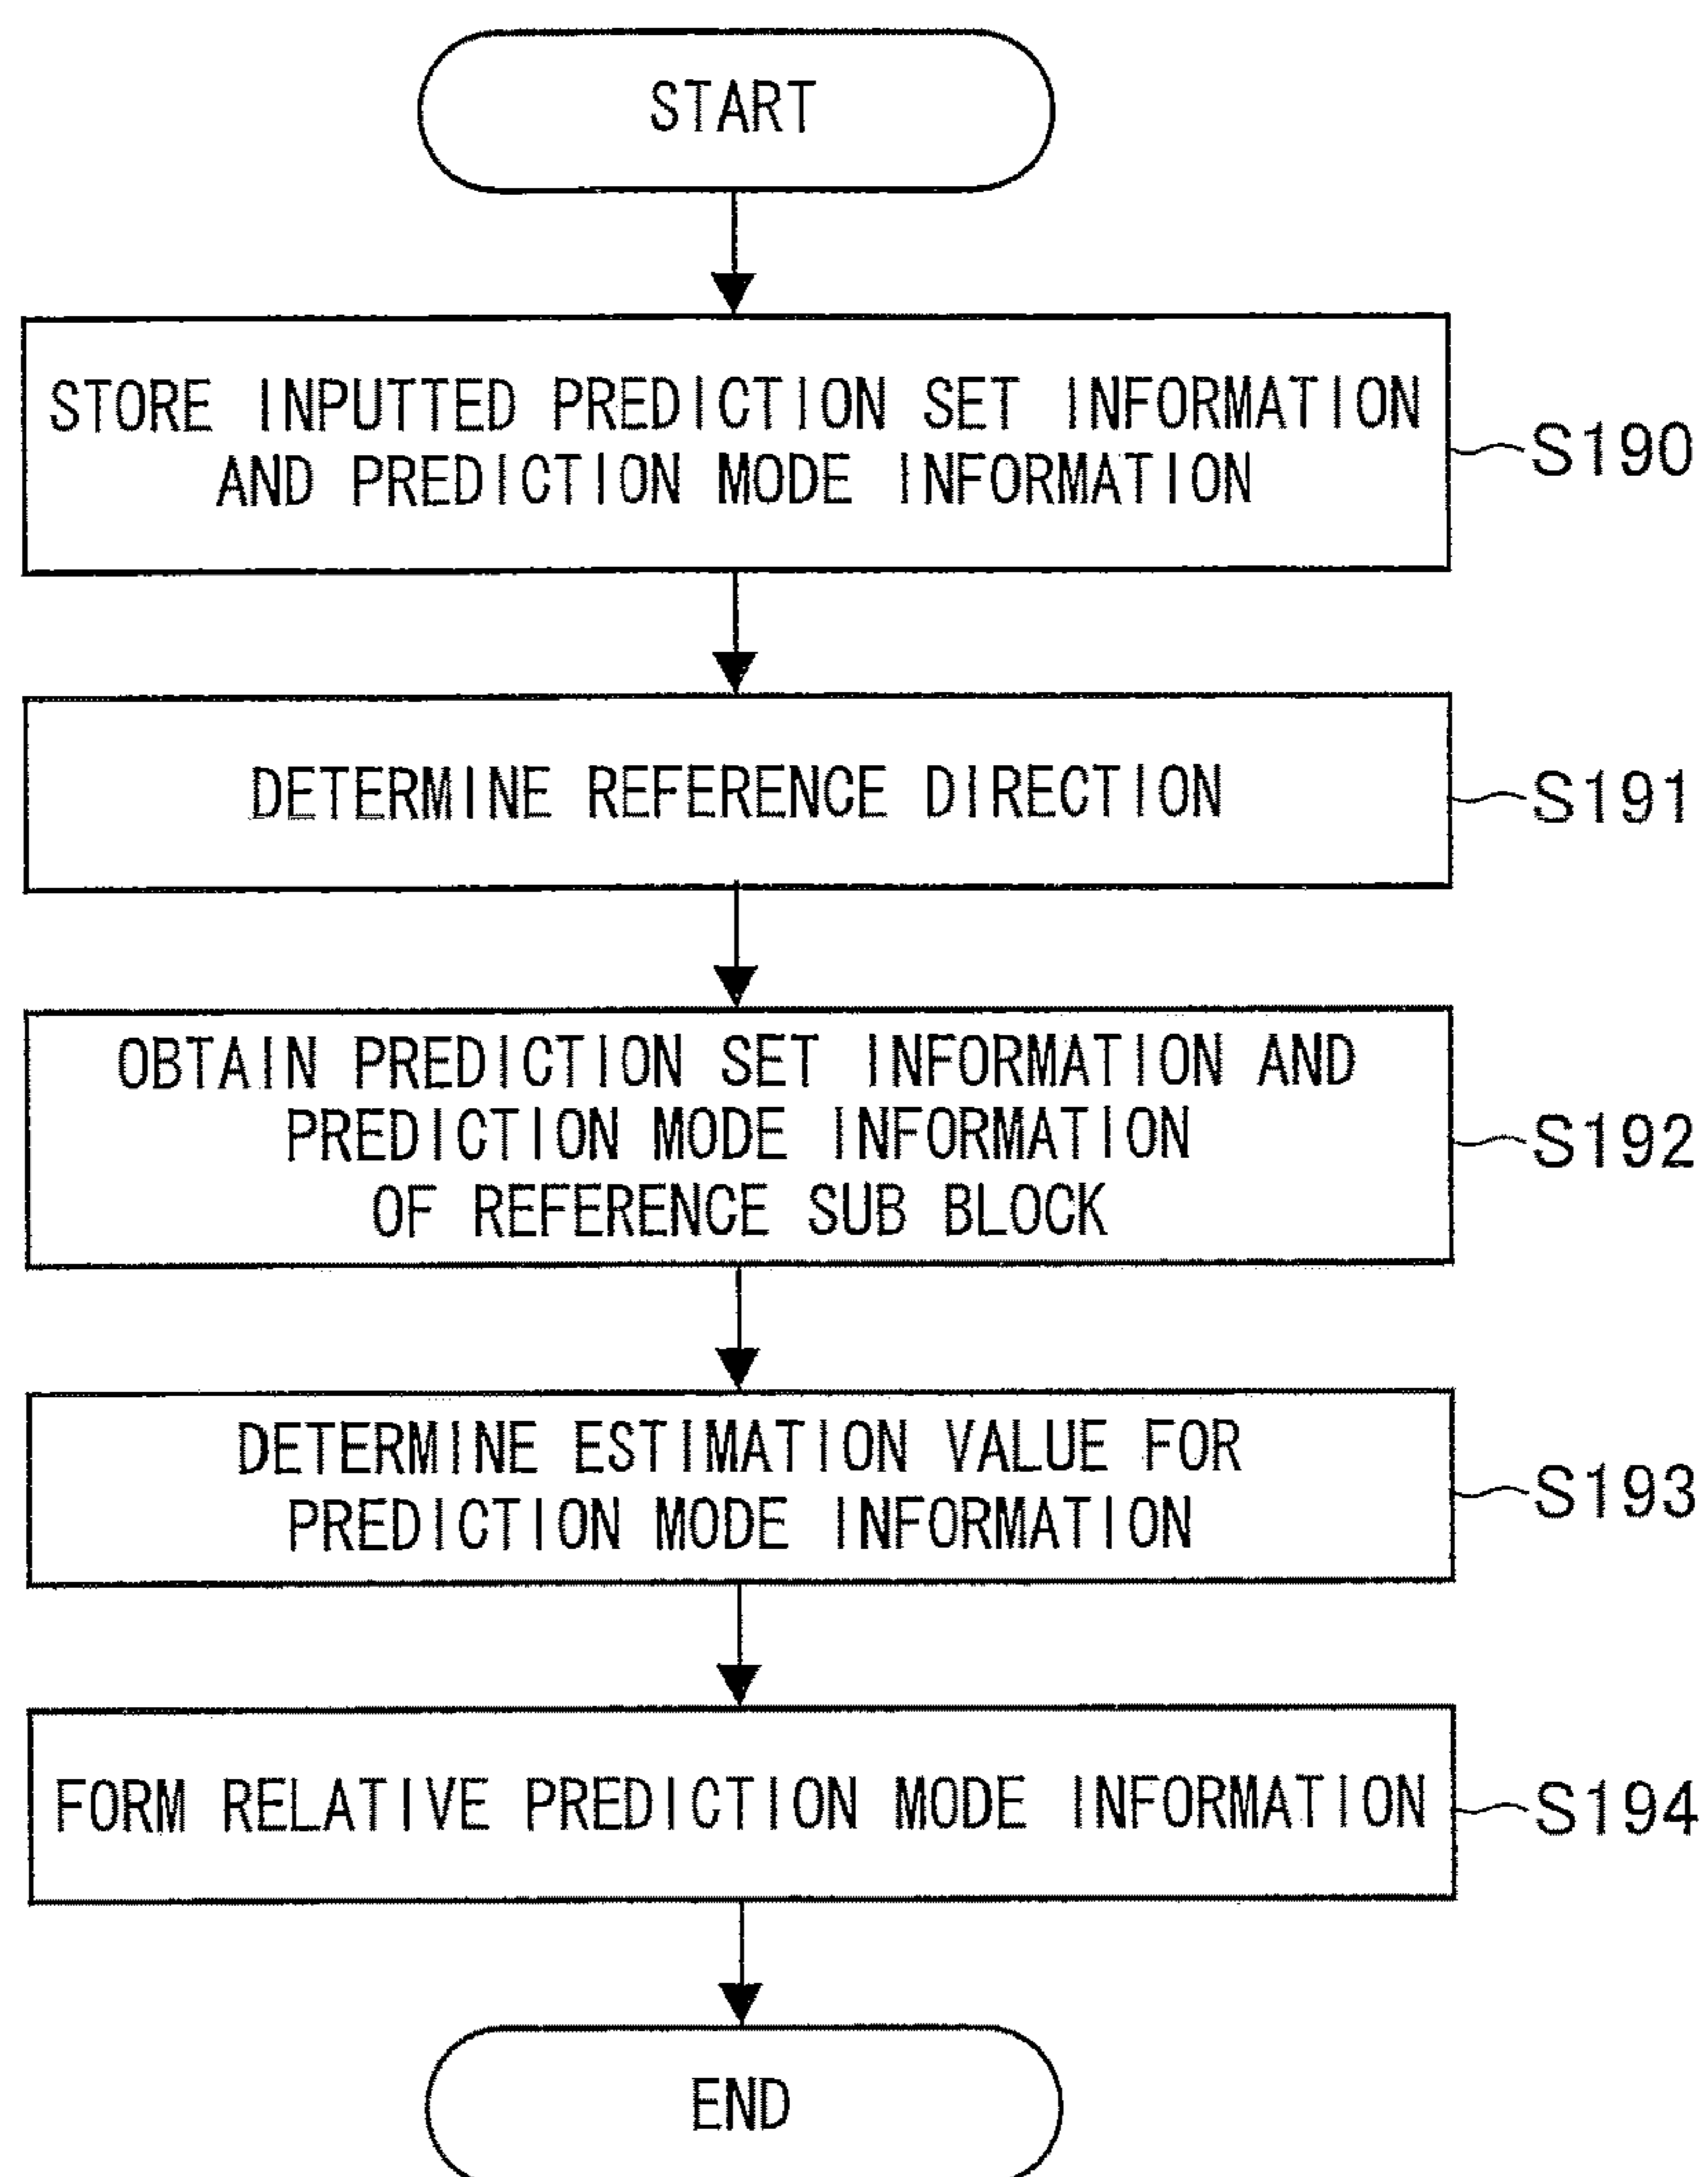 START
STORE INPUTTED PREDICTION SET INFORMATION
AND PREDICTION MODE INFORMATION
S190
DETERMINE REFERENCE DIRECTION
S191
OBTAIN PREDICTION SET INFORMATION AND
PREDICTION MODE INFORMATION
OF REFERENCE SUB BLOCK
S192
DETERMINE ESTIMATION VALUE FOR
PREDICTION MODE INFORMATION
S193
FORM RELATIVE PREDICTION MODE INFORMATION
S194
END